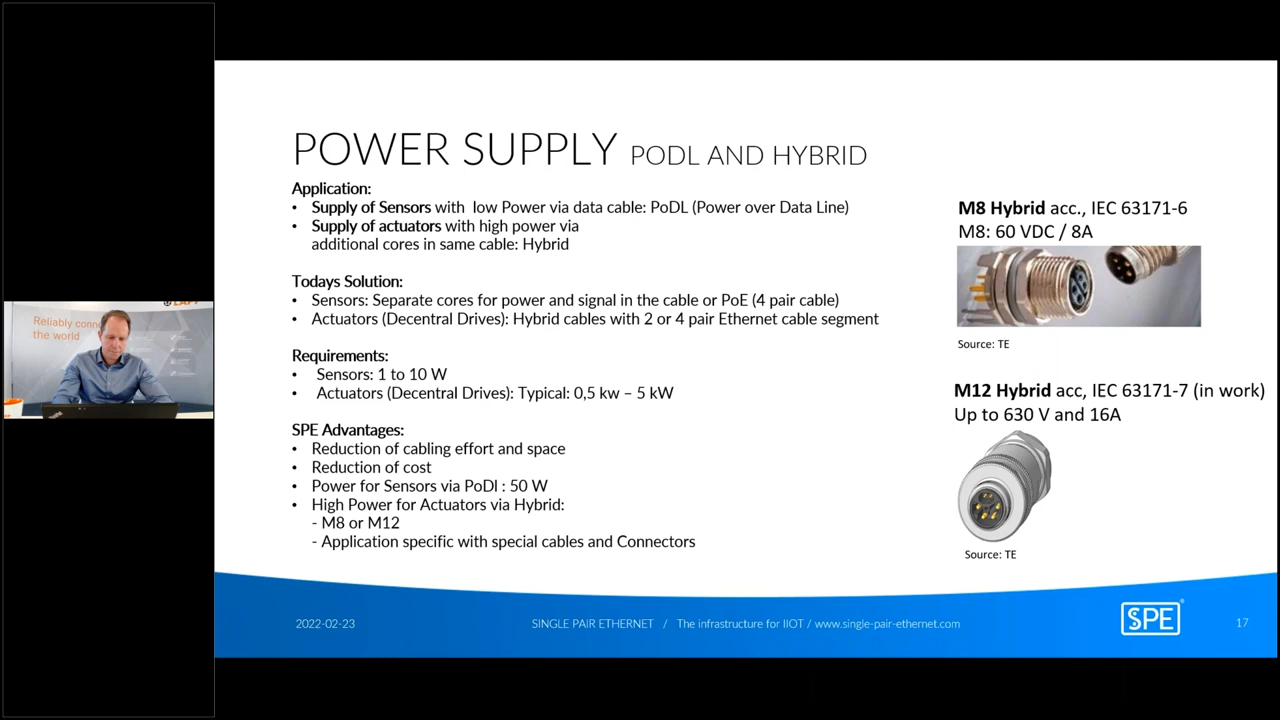 POWER SUPPLY PODL AND HYBRID
Application:
• Supply of Sensors with low Power via data cable: PoDL (Power over Data Line)
• Supply of actuators with high power via
additional cores in same cable: Hybrid
Todays Solution:
• Sensors: Separate cores for power and signal in the cable or PoE (4 pair cable)
• Actuators (Decentral Drives): Hybrid cables with 2 or 4 pair Ethernet cable segment
Requirements:
• Sensors: 1 to 10 W
• Actuators (Decentral Drives): Typical: 0,5 kw – 5 kW
SPE Advantages:
• Reduction of cabling effort and space
• Reduction of cost
• Power for Sensors via PoDl : 50 W
• High Power for Actuators via Hybrid:
- M8 or M12
- Application specific with special cables and Connectors
M8 Hybrid acc., IEC 63171-6
M8: 60 VDC / 8A
Source: TE
M12 Hybrid acc, IEC 63171-7 (in work)
Up to 630 V and 16A
Source: TE
Reliably
the world
2022-02-23
SINGLE PAIR ETHERNET / The infrastructure for IIOT / www.single-pair-ethernet.com
SPE®
17